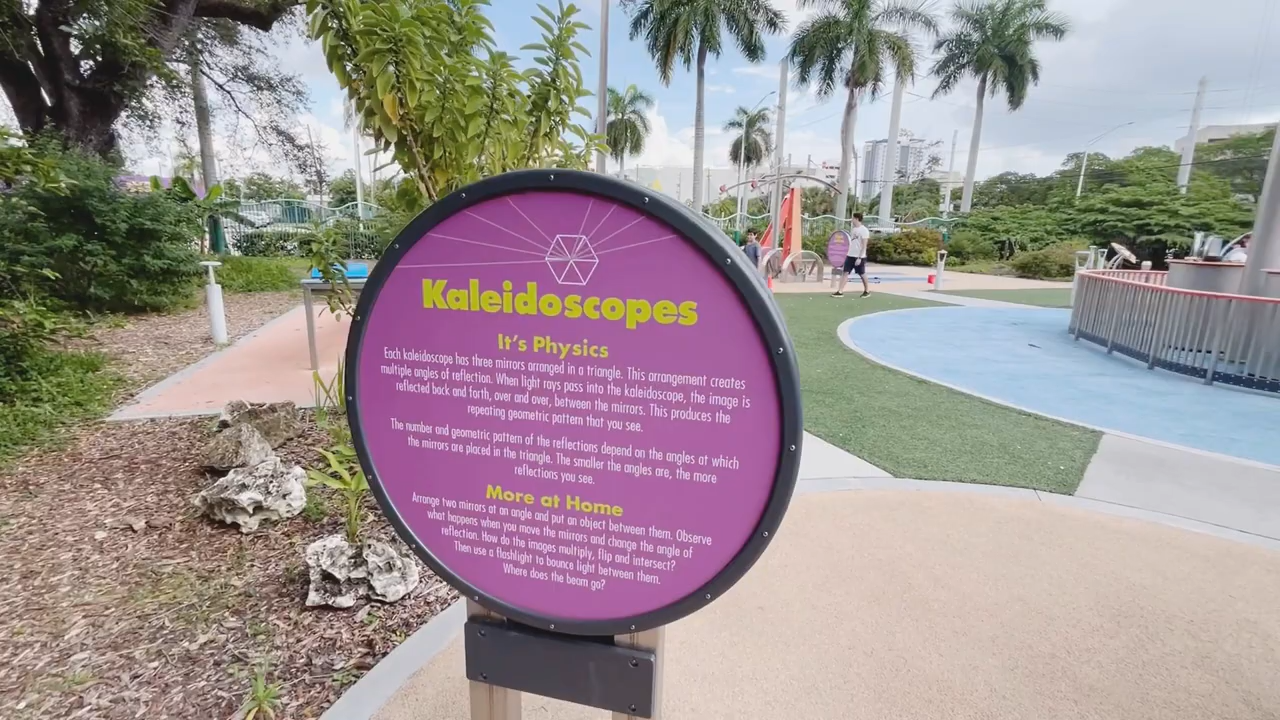 Kaleidoscopes
It's Physics
Each kaleidoscope has three mirrors arranged in a triangle. This arrangement creates
multiple angles of reflection. When light rays pass into the kaleidoscope, the image is
reflected back and forth, over and over, between the mirrors. This produces the
repeating geometric pattern that you see.
The number and geometric pattern of the reflections depend on the angles at which
the mirrors are placed in the triangle. The smaller the angles are, the more
reflections you see.
More at Home
Arrange two mirrors at an angle and put an object between them. Observe
what happens when you move the mirrors and change the angle of
reflection. How do the images multiply, flip and intersect?
Then use a flashlight to bounce light between them.
Where does the beam go?